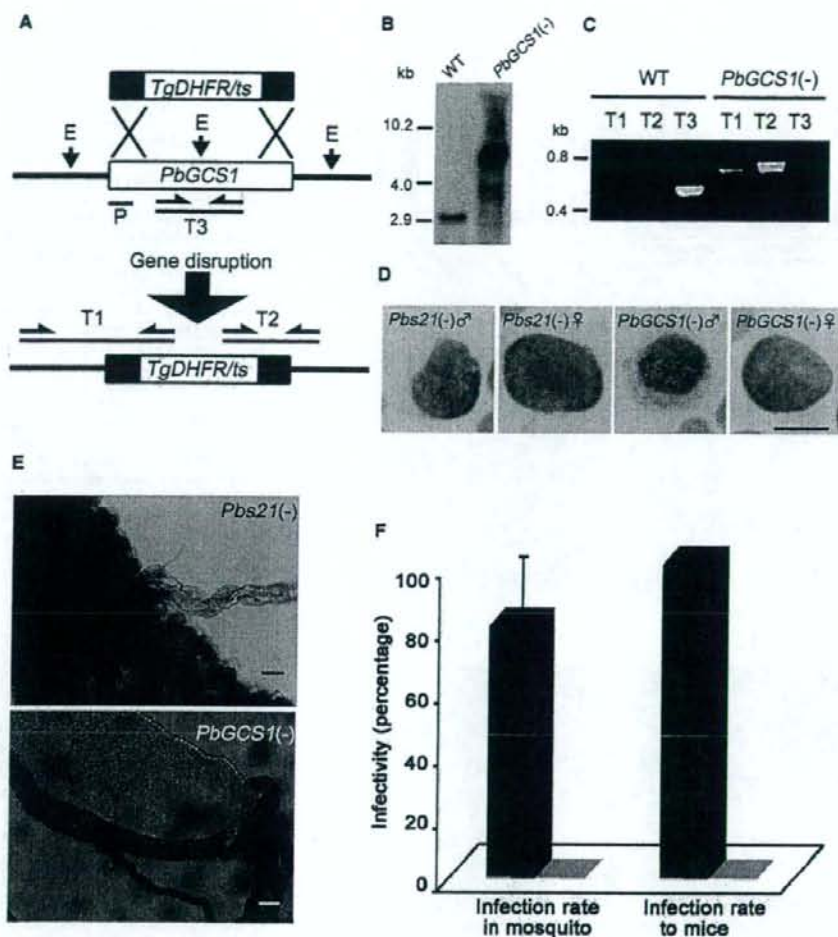 A
TgDHFR/ts
E
E
E
PbGCS1
P
T3
Gene disruption
T1
T2
TgDHFR/ts
B
kb
WT
PbGCS1(-)
10.2
4.0
2.9
C
WT
PbGCS1(-)
T1 T2 T3 T1 T2 T3
kb
0.8
0.4
D
Pbs21(-)♂
Pbs21(-)♀
PbGCS1(-)♂
PbGCS1(-)♀
E
Pbs21(-)
PbGCS1(-)
F
Infectivity (percentage)
100
80
60
40
20
0
Infection rate
in mosquito
Infection rate
to mice